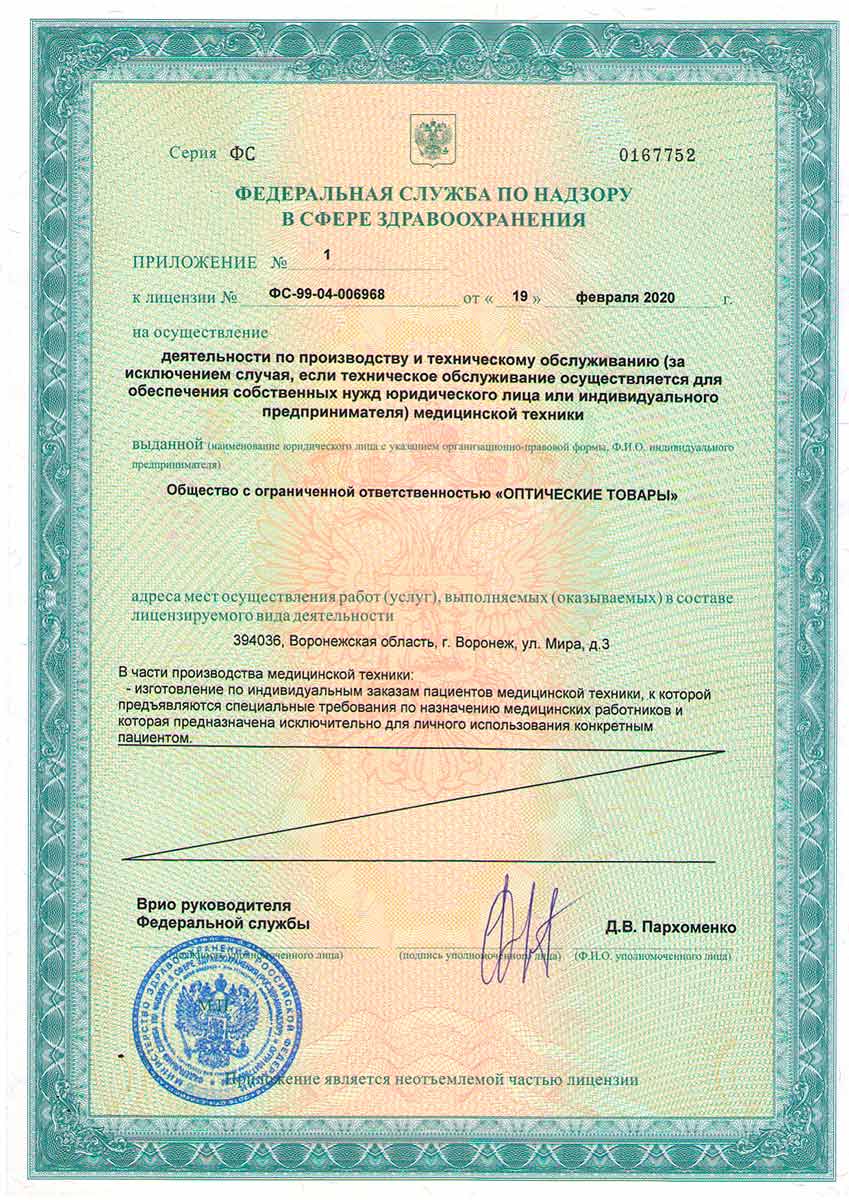 Серия ФС 0167752
ФЕДЕРАЛЬНАЯ СЛУЖБА ПО НАДЗОРУ
В СФЕРЕ ЗДРАВООХРАНЕНИЯ
ПРИЛОЖЕНИЕ № 1
к лицензии № ФС-99-04-006968 от « 19 » февраля 2020 г.
на осуществление
деятельности по производству и техническому обслуживанию (за
исключением случая, если техническое обслуживание осуществляется для
обеспечения собственных нужд юридического лица или индивидуального
предпринимателя) медицинской техники
выданной (наименование юридического лица с указанием организационно-правовой формы, Ф.И.О. индивидуального
предпринимателя)
Общество с ограниченной ответственностью «ОПТИЧЕСКИЕ ТОВАРЫ»
адреса мест осуществления работ (услуг), выполняемых (оказываемых) в составе
лицензируемого вида деятельности
394036, Воронежская область, г. Воронеж, ул. Мира, д.3
В части производства медицинской техники:
- изготовление по индивидуальным заказам пациентов медицинской техники, к которой
предъявляются специальные требования по назначению медицинских работников и
которая предназначена исключительно для личного использования конкретным
пациентом.
Врио руководителя
Федеральной службы
Д.В. Пархоменко
(должность уполномоченного лица) (подпись уполномоченного лица) (Ф.И.О. уполномоченного лица)
М.П.
МИНИСТЕРСТВО ЗДРАВООХРАНЕНИЯ РОССИЙСКОЙ ФЕДЕРАЦИИ
Приложение является неотъемлемой частью лицензии